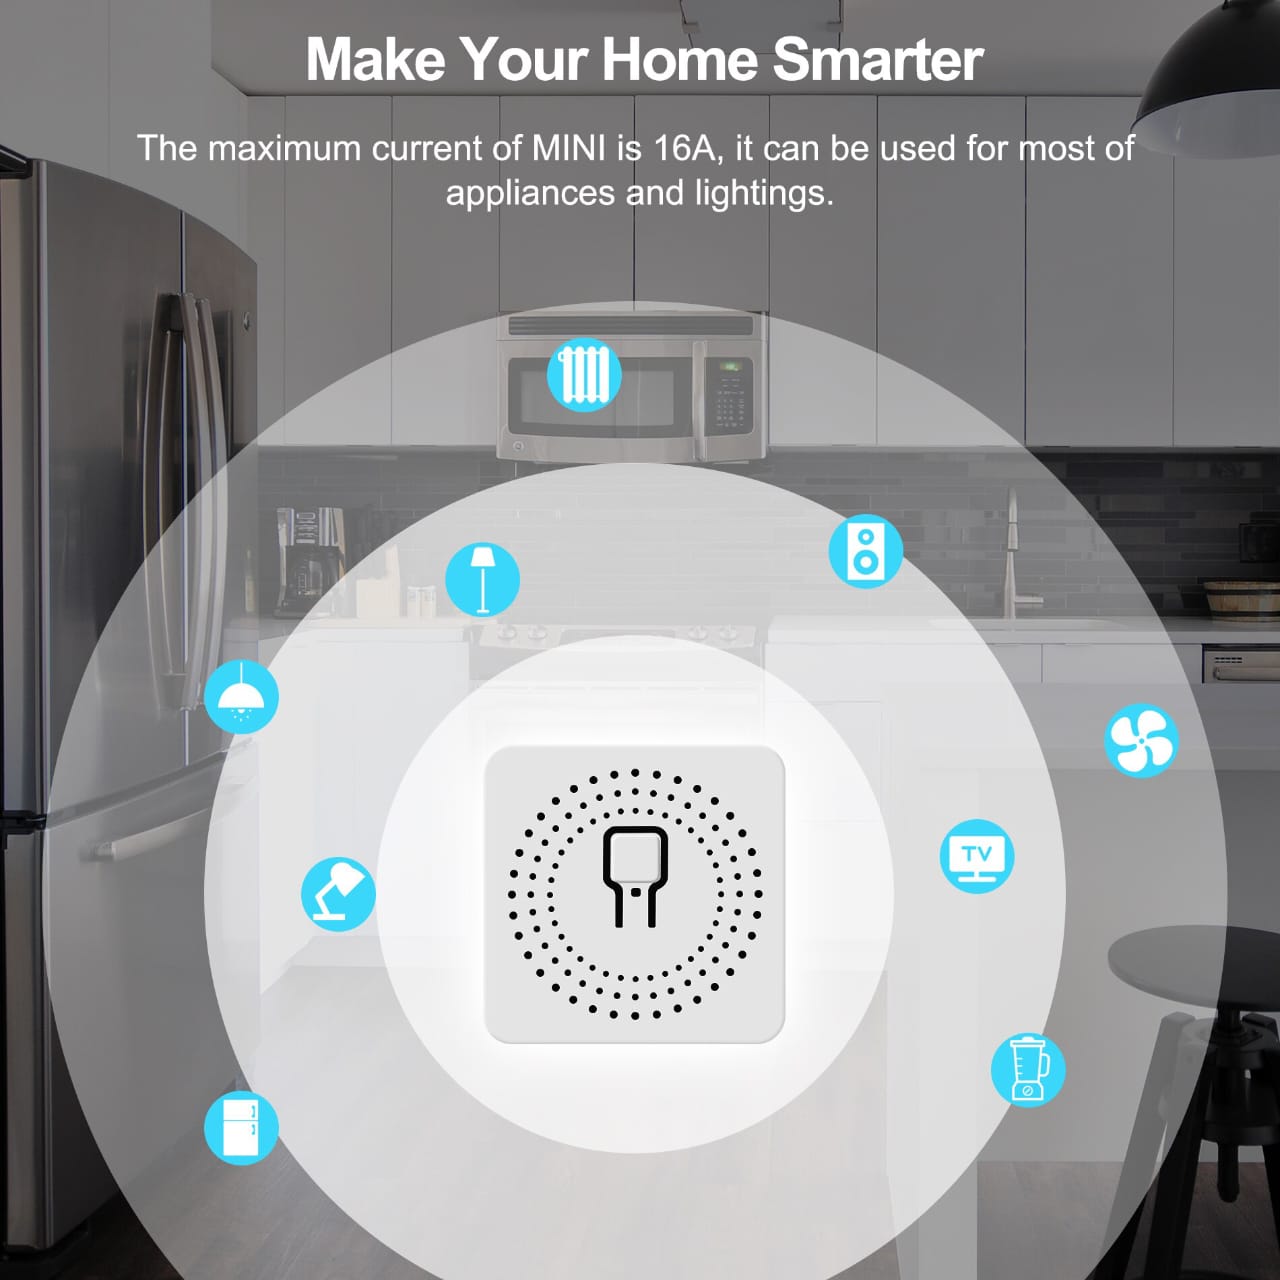 Make Your Home Smarter
The maximum current of MINI is 16A, it can be used for most of
appliances and lightings.
TV